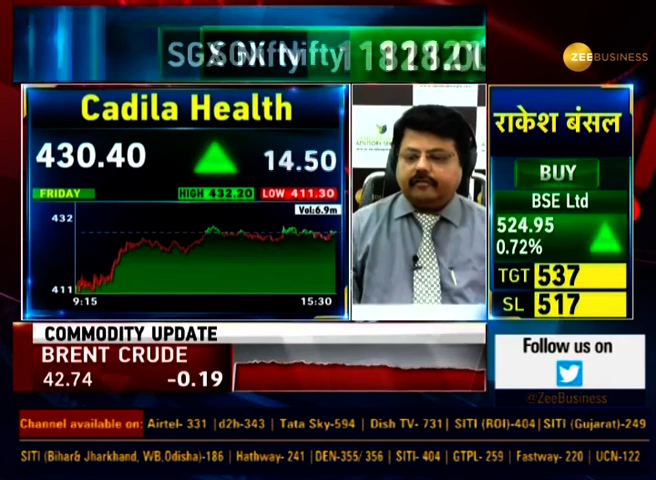 SGX Nifty
ZEEBUSINESS
Cadila Health
430.40 14.50
FRIDAY HIGH 432.20 LOW 411.30
Vol:6.9m
432
411
9:15 15:30
राकेश बंसल
BUY
BSE Ltd
524.95
0.72%
TGT 537
SL 517
COMMODITY UPDATE
BRENT CRUDE
42.74 -0.19
Follow us on
@ZeeBusiness
Channel available on: Airtel- 331 | d2h-343 | Tata Sky-594 | Dish TV- 731 | SITI (ROI)-404 | SITI (Gujarat)-249
SITI (Bihar& Jharkhand, WB,Odisha)-186 | Hathway- 241 | DEN-355/ 356 | SITI- 404 | GTPL- 259 | Fastway- 220 | UCN-122